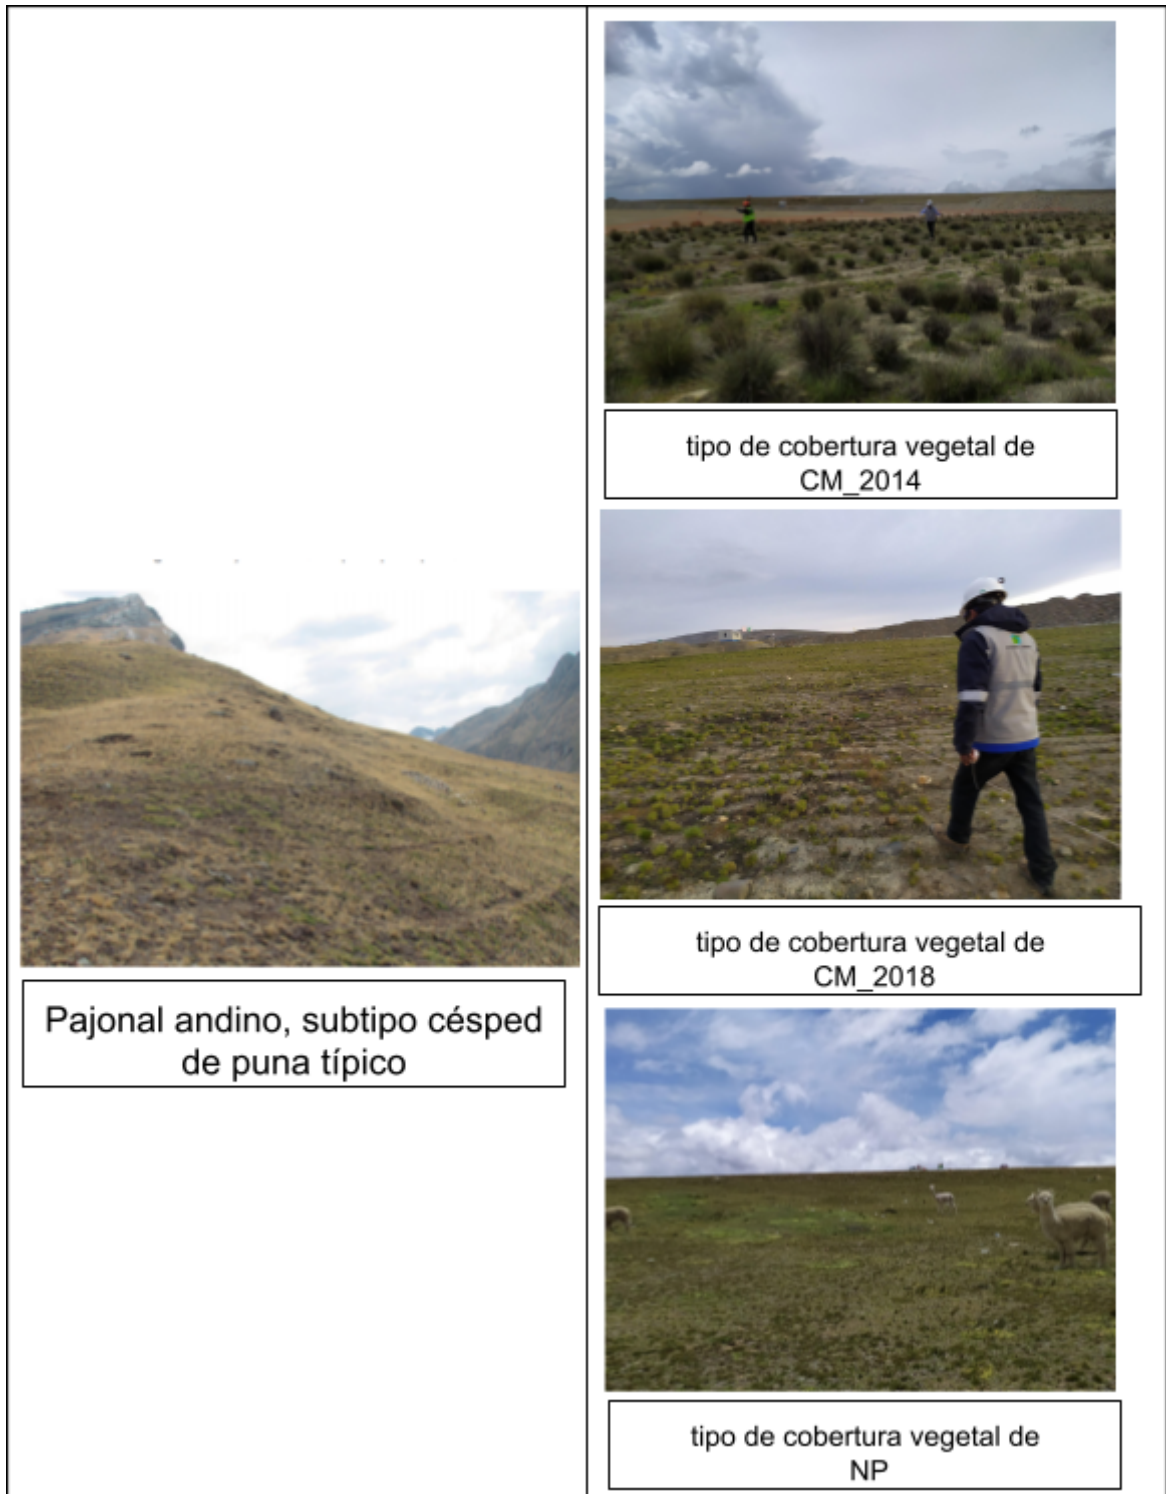 Pajonal andino, subtipo césped
de puna típico
tipo de cobertura vegetal de
CM_2014
tipo de cobertura vegetal de
CM_2018
tipo de cobertura vegetal de
NP